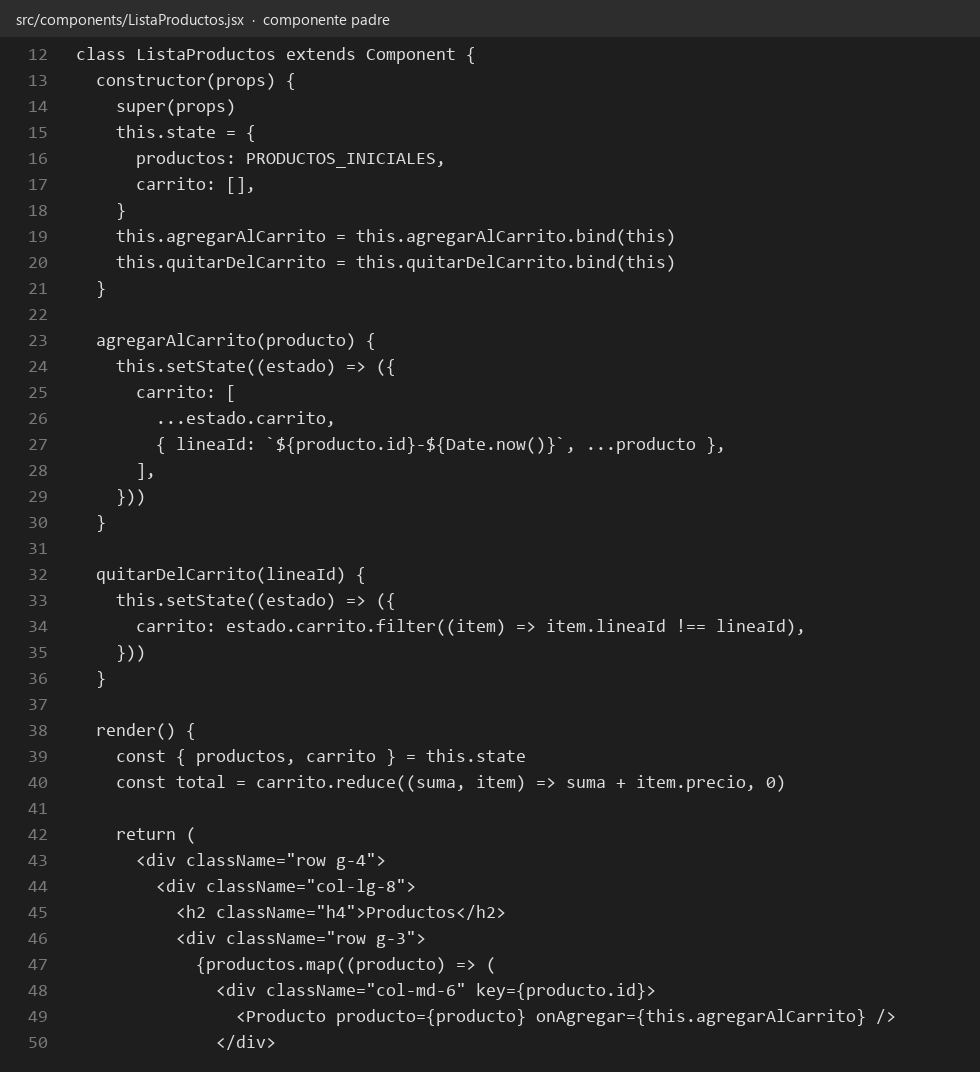 src/components/ListaProductos.jsx · componente padre
12 class ListaProductos extends Component {
13 constructor(props) {
14 super(props)
15 this.state = {
16 productos: PRODUCTOS_INICIALES,
17 carrito: [],
18 }
19 this.agregarAlCarrito = this.agregarAlCarrito.bind(this)
20 this.quitarDelCarrito = this.quitarDelCarrito.bind(this)
21 }
22
23 agregarAlCarrito(producto) {
24 this.setState((estado) => ({
25 carrito: [
26 ...estado.carrito,
27 { lineaId: `${producto.id}-${Date.now()}`, ...producto },
28 ],
29 }))
30 }
31
32 quitarDelCarrito(lineaId) {
33 this.setState((estado) => ({
34 carrito: estado.carrito.filter((item) => item.lineaId !== lineaId),
35 }))
36 }
37
38 render() {
39 const { productos, carrito } = this.state
40 const total = carrito.reduce((suma, item) => suma + item.precio, 0)
41
42 return (
43 <div className="row g-4">
44 <div className="col-lg-8">
45 <h2 className="h4">Productos</h2>
46 <div className="row g-3">
47 {productos.map((producto) => (
48 <div className="col-md-6" key={producto.id}>
49 <Producto producto={producto} onAgregar={this.agregarAlCarrito} />
50 </div>